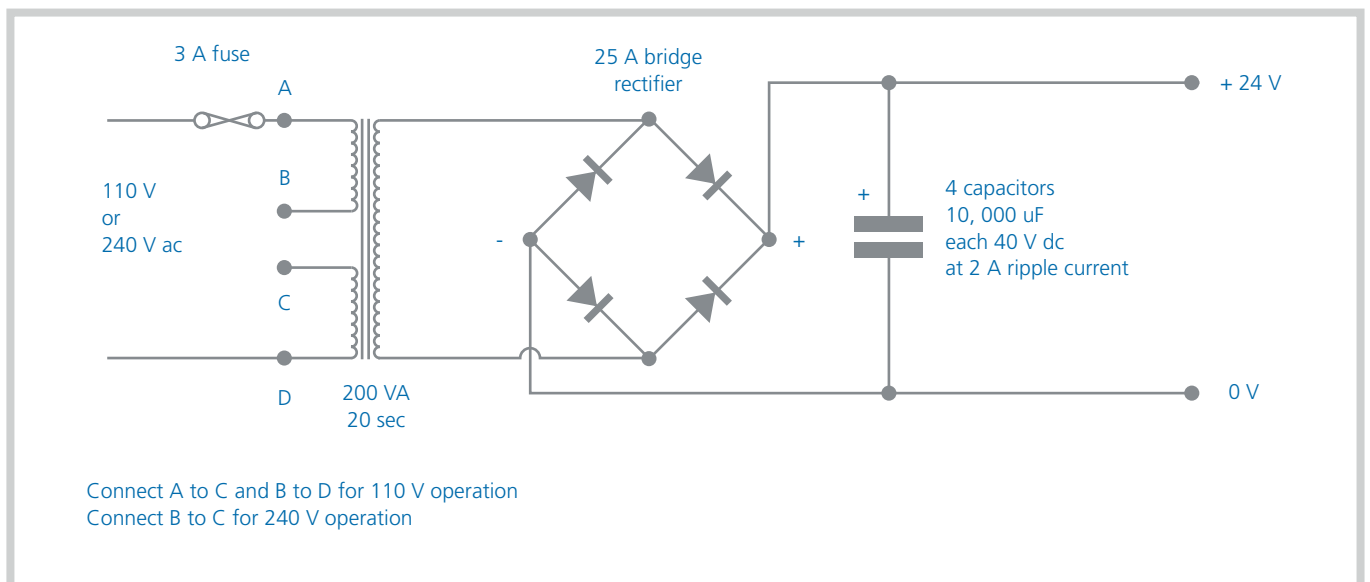 3 A fuse
A
B
C
D
110 V
or
240 V ac
200 VA
20 sec
25 A bridge
rectifier
-
+
+
4 capacitors
10, 000 uF
each 40 V dc
at 2 A ripple current
+ 24 V
0 V
Connect A to C and B to D for 110 V operation
Connect B to C for 240 V operation